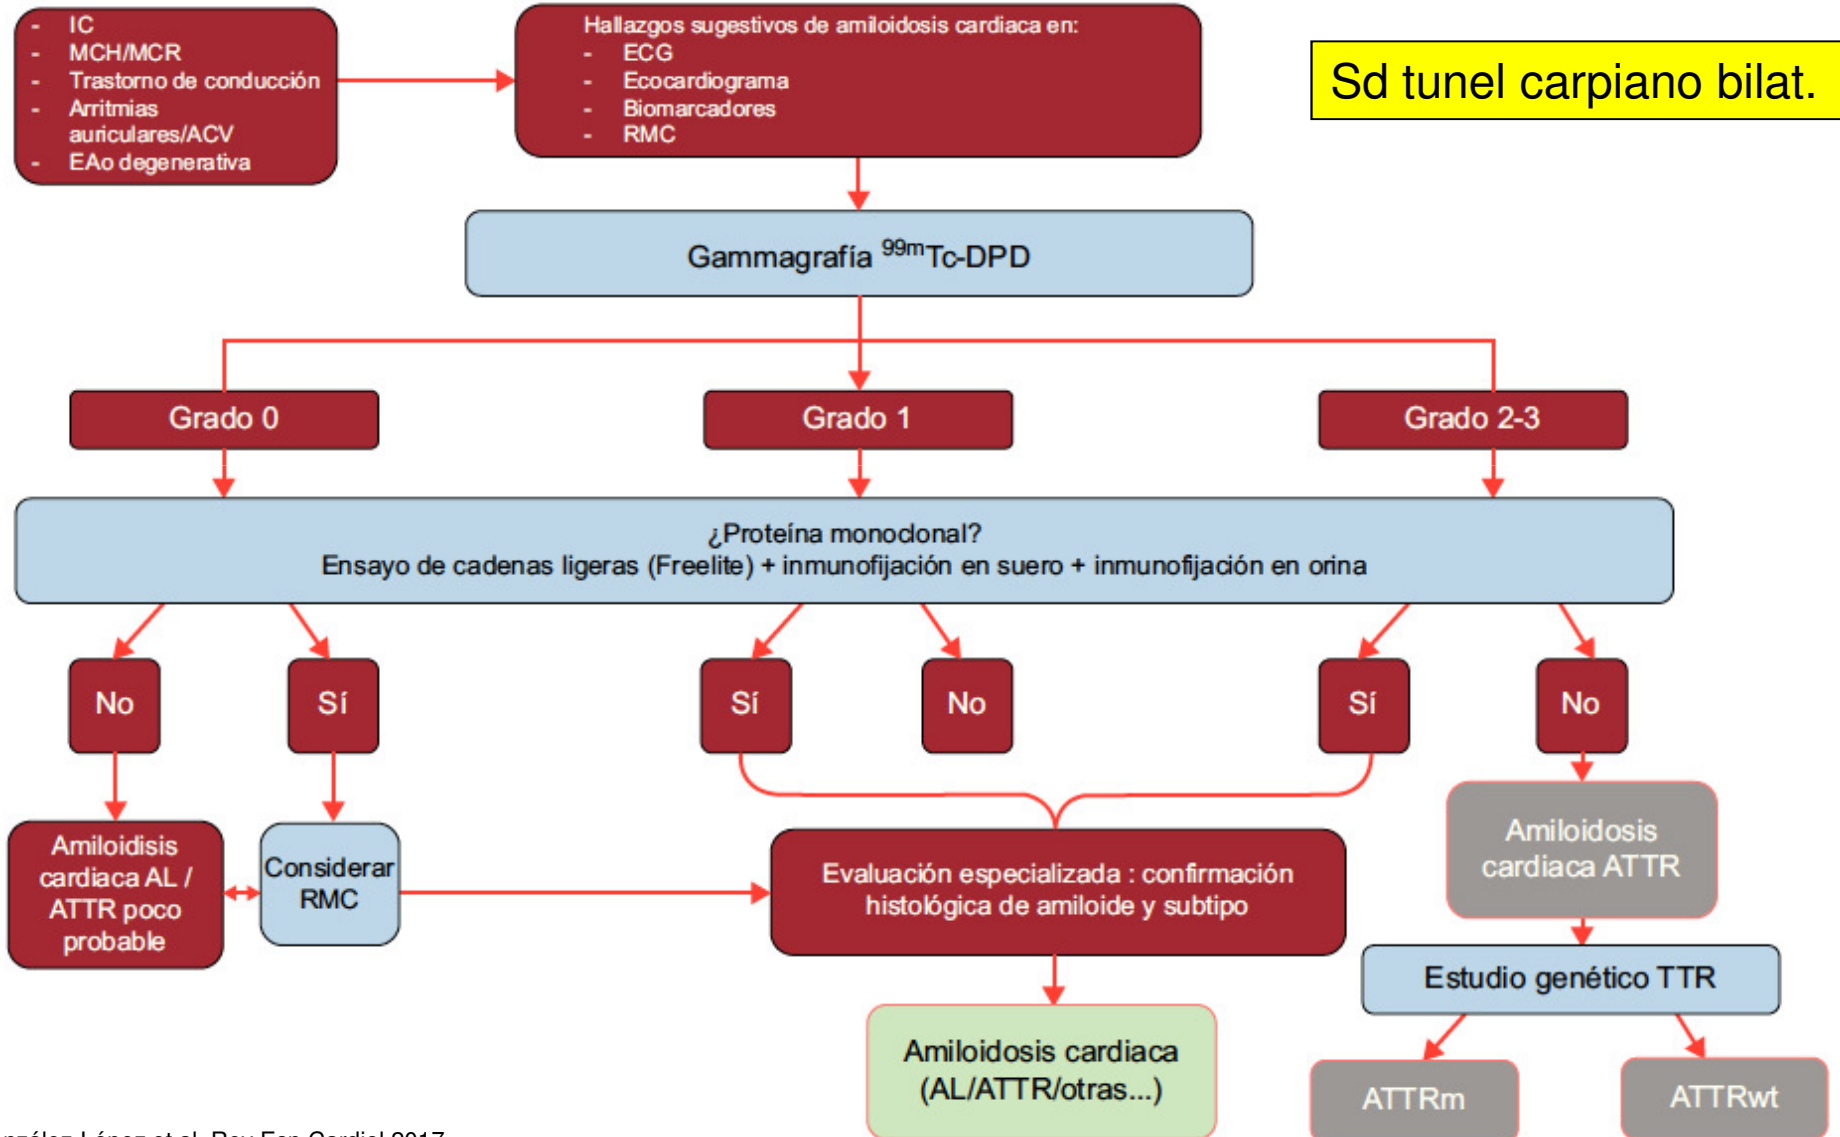 - IC
- MCH/MCR
- Trastorno de conducción
- Arritmias
auriculares/ACV
- EAo degenerativa
Hallazgos sugestivos de amiloidosis cardiaca en:
- ECG
- Ecocardiograma
- Biomarcadores
- RMC
Sd tunel carpiano bilat.
Gammagrafía 99mTc-DPD
Grado 0
Grado 1
Grado 2-3
¿Proteína monoclonal?
Ensayo de cadenas ligeras (Freelite) + inmunofijación en suero + inmunofijación en orina
No
Sí
Sí
No
Sí
No
Amiloidisis
cardiaca AL /
ATTR poco
probable
Considerar
RMC
Evaluación especializada : confirmación
histológica de amiloide y subtipo
Amiloidosis
cardiaca ATTR
Estudio genético TTR
Amiloidosis cardiaca
(AL/ATTR/otras...)
ATTRm
ATTRwt